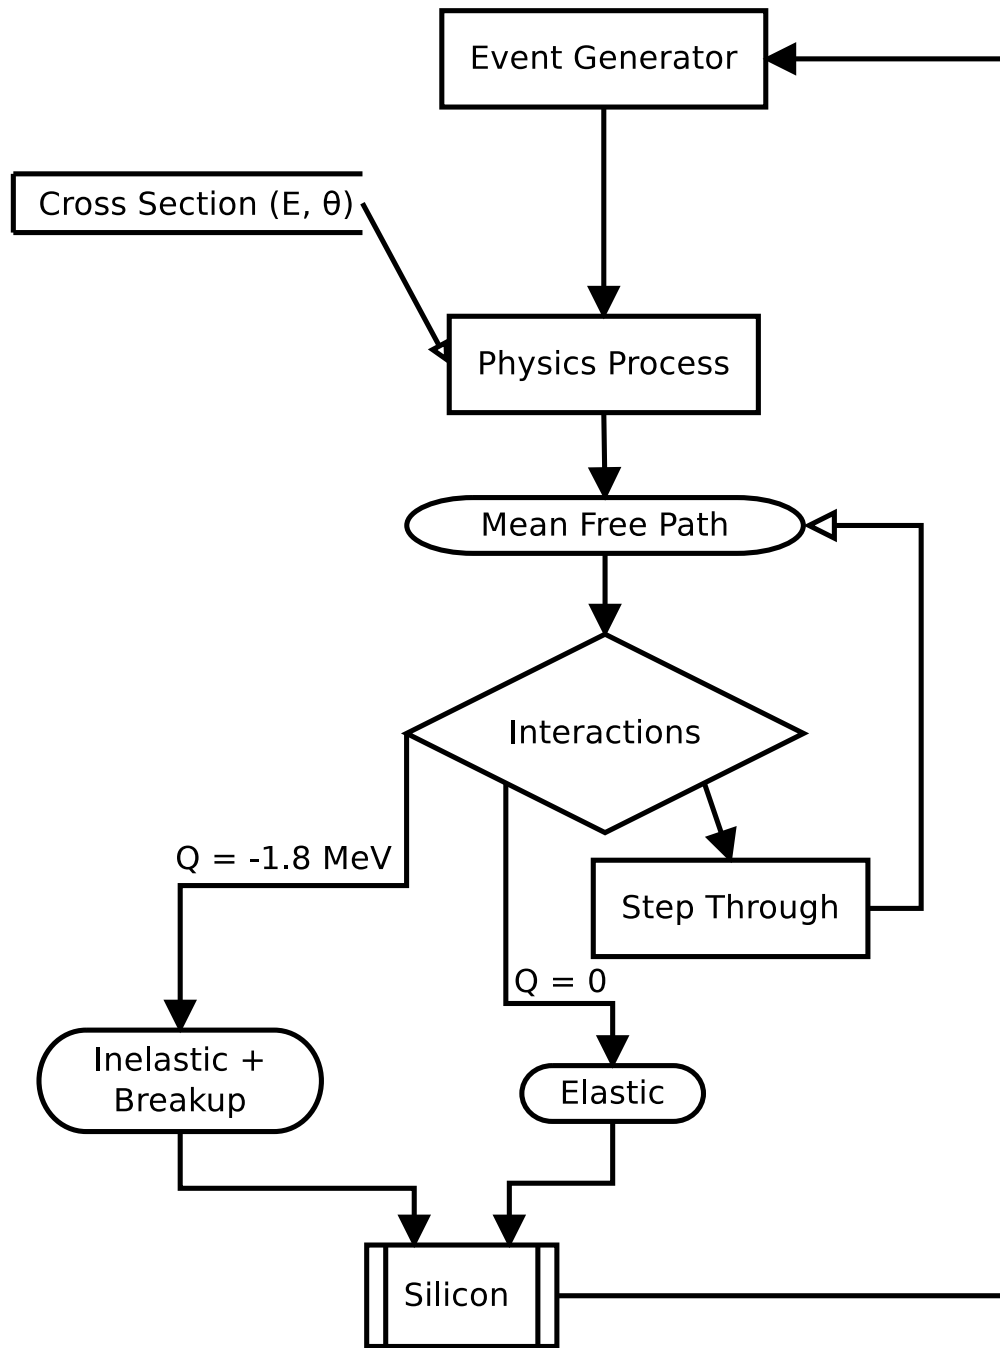 Event Generator
Cross Section (E, θ)
Physics Process
Mean Free Path
Interactions
Q = -1.8 MeV
Step Through
Q = 0
Inelastic +
Breakup
Elastic
Silicon